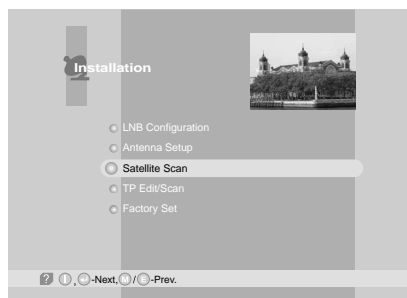 Installation
LNB Configuration
Antenna Setup
Satellite Scan
TP Edit/Scan
Factory Set
? , -Next, / -Prev.